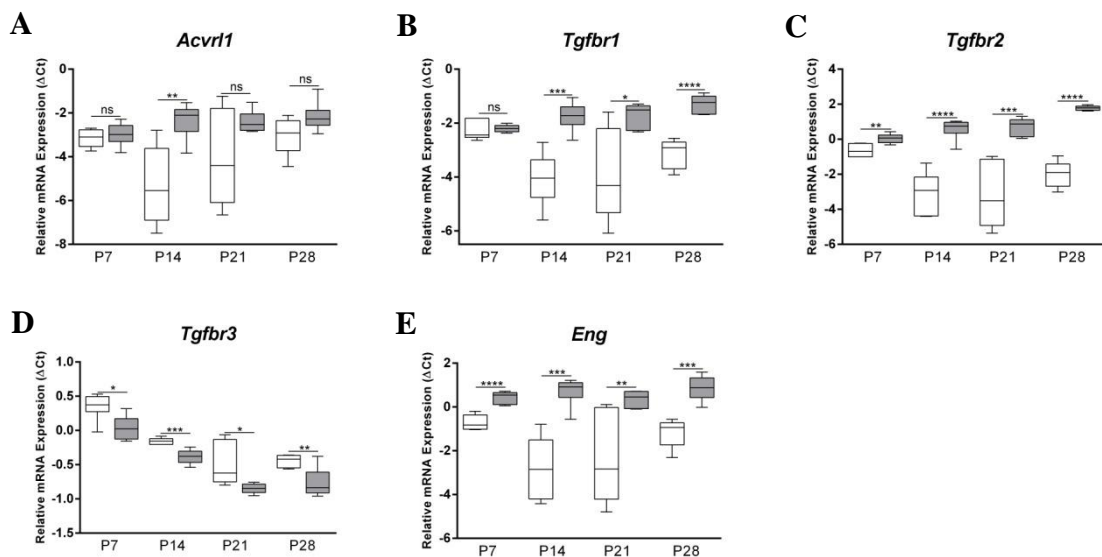 A
Acvrl1
Relative mRNA Expression (ΔCt)
0
-2
-4
-6
-8
ns
**
ns
ns
P7 P14 P21 P28
B
Tgfbr1
Relative mRNA Expression (ΔCt)
0
-2
-4
-6
ns
***
*
****
P7 P14 P21 P28
C
Tgfbr2
Relative mRNA Expression (ΔCt)
4
2
0
-2
-4
-6
**
****
***
****
P7 P14 P21 P28
D
Tgfbr3
Relative mRNA Expression (ΔCt)
1.0
0.5
0.0
-0.5
-1.0
-1.5
*
***
*
**
P7 P14 P21 P28
E
Eng
Relative mRNA Expression (ΔCt)
2
0
-2
-4
-6
****
***
**
***
P7 P14 P21 P28